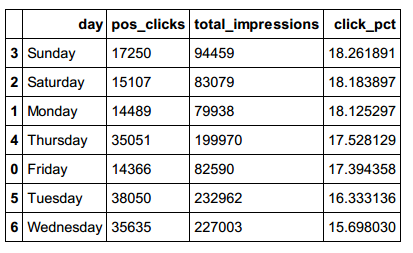 day pos_clicks total_impressions click_pct
3 Sunday 17250 94459 18.261891
2 Saturday 15107 83079 18.183897
1 Monday 14489 79938 18.125297
4 Thursday 35051 199970 17.528129
0 Friday 14366 82590 17.394358
5 Tuesday 38050 232962 16.333136
6 Wednesday 35635 227003 15.698030